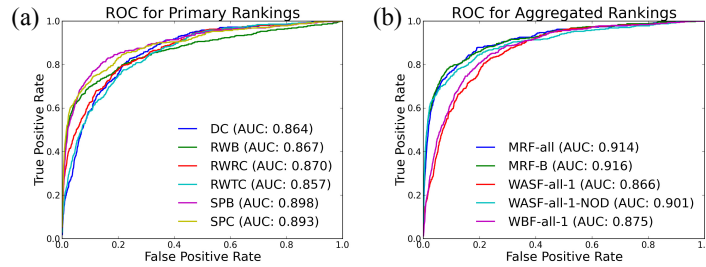 (a)
ROC for Primary Rankings
1.0
0.8
0.6
0.4
0.2
0.0
True Positive Rate
DC (AUC: 0.864)
RWB (AUC: 0.867)
RWRC (AUC: 0.870)
RWTC (AUC: 0.857)
SPB (AUC: 0.898)
SPC (AUC: 0.893)
0.0 0.2 0.4 0.6 0.8 1.0
False Positive Rate
(b)
ROC for Aggregated Rankings
1.0
0.8
0.6
0.4
0.2
0.0
True Positive Rate
MRF-all (AUC: 0.914)
MRF-B (AUC: 0.916)
WASF-all-1 (AUC: 0.866)
WASF-all-1-NOD (AUC: 0.901)
WBF-all-1 (AUC: 0.875)
0.0 0.2 0.4 0.6 0.8 1.
False Positive Rate